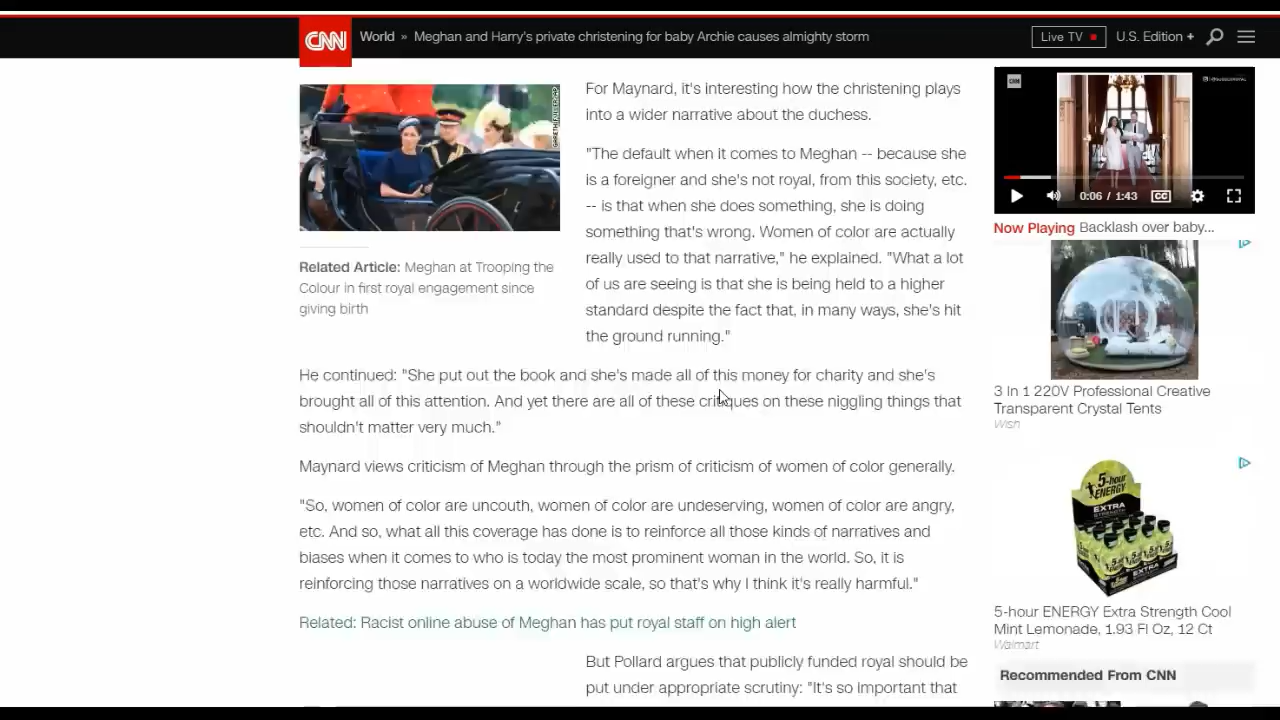 CNN
World » Meghan and Harry's private christening for baby Archie causes almighty storm
Live TV
U.S. Edition +
For Maynard, it's interesting how the christening plays
into a wider narrative about the duchess.
"The default when it comes to Meghan -- because she
is a foreigner and she's not royal, from this society, etc.
-- is that when she does something, she is doing
something that's wrong. Women of color are actually
really used to that narrative," he explained. "What a lot
of us are seeing is that she is being held to a higher
standard despite the fact that, in many ways, she's hit
the ground running."
Related Article: Meghan at Trooping the
Colour in first royal engagement since
giving birth
He continued: "She put out the book and she's made all of this money for charity and she's
brought all of this attention. And yet there are all of these critiques on these niggling things that
shouldn't matter very much."
Maynard views criticism of Meghan through the prism of criticism of women of color generally.
"So, women of color are uncouth, women of color are undeserving, women of color are angry,
etc. And so, what all this coverage has done is to reinforce all those kinds of narratives and
biases when it comes to who is today the most prominent woman in the world. So, it is
reinforcing those narratives on a worldwide scale, so that's why I think it's really harmful."
Related: Racist online abuse of Meghan has put royal staff on high alert
But Pollard argues that publicly funded royal should be
put under appropriate scrutiny: "It's so important that
0:06 / 1:43
CC
Now Playing Backlash over baby...
3 In 1 220V Professional Creative
Transparent Crystal Tents
Wish
5-hour
ENERGY
EXTRA
STRENGTH
5-hour ENERGY Extra Strength Cool
Mint Lemonade, 1.93 Fl Oz, 12 Ct
Walmart
Recommended From CNN